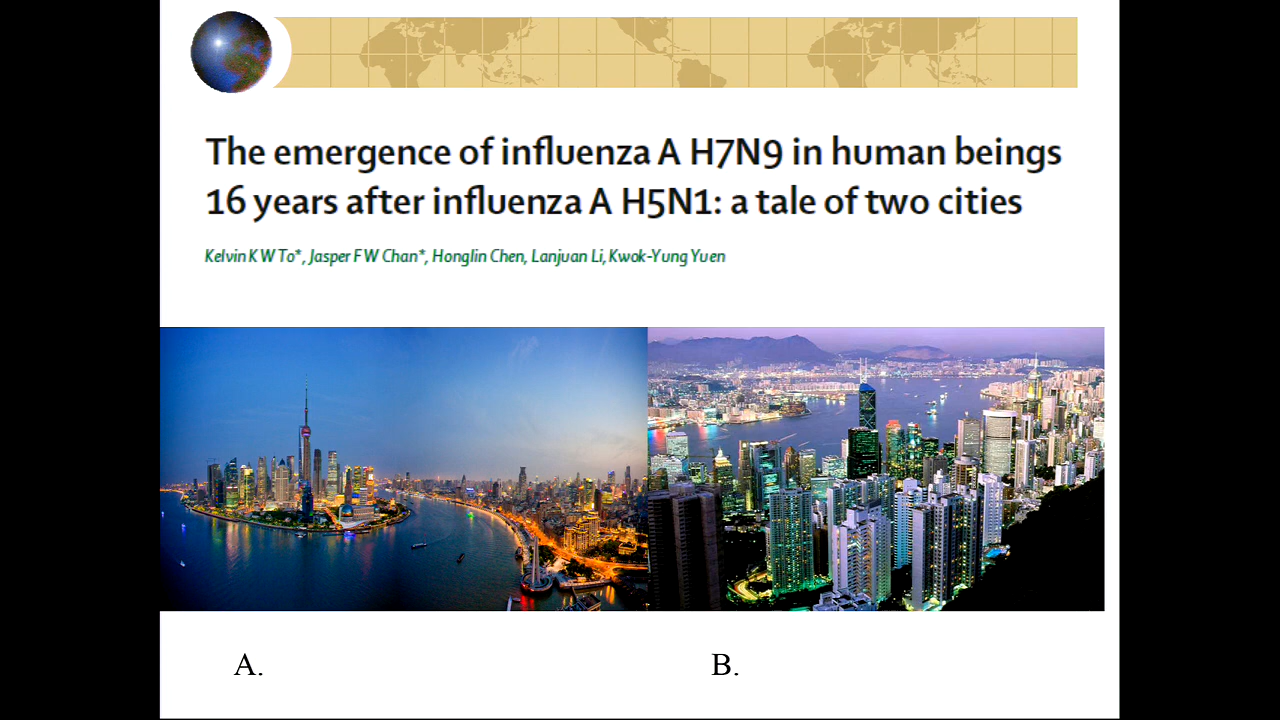 The emergence of influenza A H7N9 in human beings
16 years after influenza A H5N1: a tale of two cities
Kelvin K W To*, Jasper F W Chan*, Honglin Chen, Lanjuan Li, Kwok-Yung Yuen
A.
B.